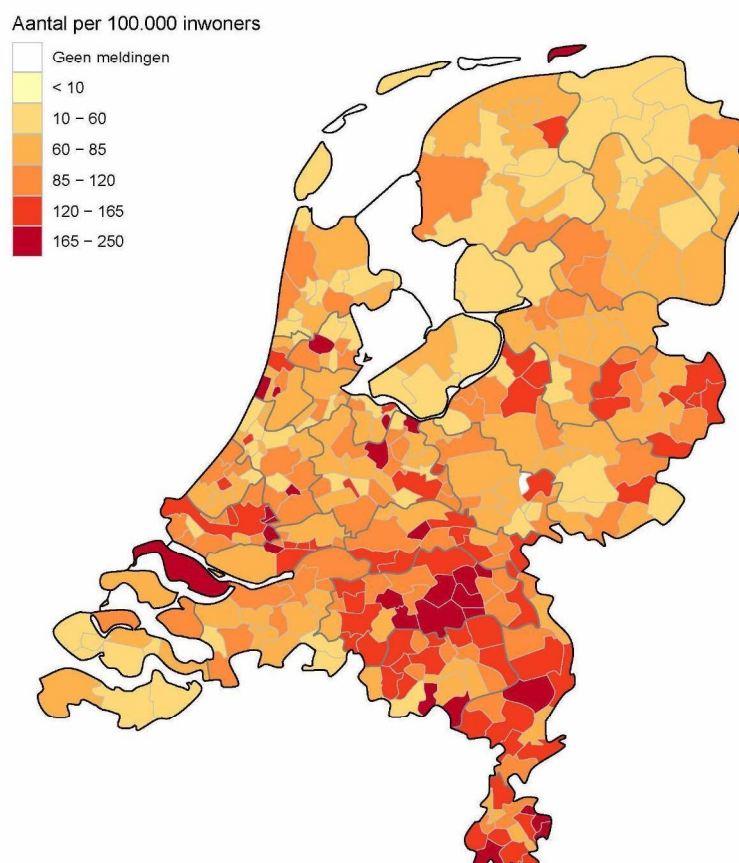 Aantal per 100.000 inwoners
Geen meldingen
< 10
10 − 60
60 − 85
85 − 120
120 − 165
165 − 250